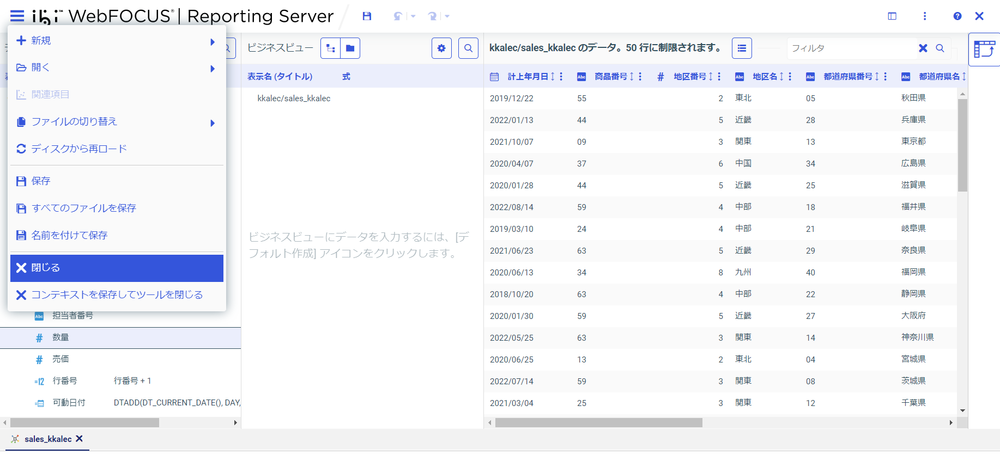 ibi™ WebFOCUS® | Reporting Server
新規
開く
関連項目
ファイルの切り替え
ディスクから再ロード
保存
すべてのファイルを保存
名前を付けて保存
閉じる
コンテキストを保存してツールを閉じる
担当者番号
数量
売価
行番号 行番号 + 1
可動日付 DTADD(DT_CURRENT_DATE(), DAY,
ビジネスビュー
表示名 (タイトル) 式
kkalec/sales_kkalec
ビジネスビューにデータを入力するには、[デ
フォルト作成] アイコンをクリックします。
kkalec/sales_kkalec のデータ。50 行に制限されます。 フィルタ
計上年月日 Abc 商品番号 # 地区番号 Abc 地区名 Abc 都道府県番号 Abc 都道府県名
2019/12/22 55 2 東北 05 秋田県
2022/01/13 44 5 近畿 28 兵庫県
2021/10/07 09 3 関東 13 東京都
2020/04/07 37 6 中国 34 広島県
2020/01/28 44 5 近畿 25 滋賀県
2022/08/14 59 4 中部 18 福井県
2019/03/10 24 4 中部 21 岐阜県
2021/06/23 63 5 近畿 29 奈良県
2020/06/13 34 8 九州 40 福岡県
2018/10/20 63 4 中部 22 静岡県
2020/01/30 59 5 近畿 27 大阪府
2022/05/25 63 3 関東 14 神奈川県
2020/06/25 13 2 東北 04 宮城県
2022/07/14 59 3 関東 08 茨城県
2021/03/04 25 3 関東 12 千葉県
sales_kkalec